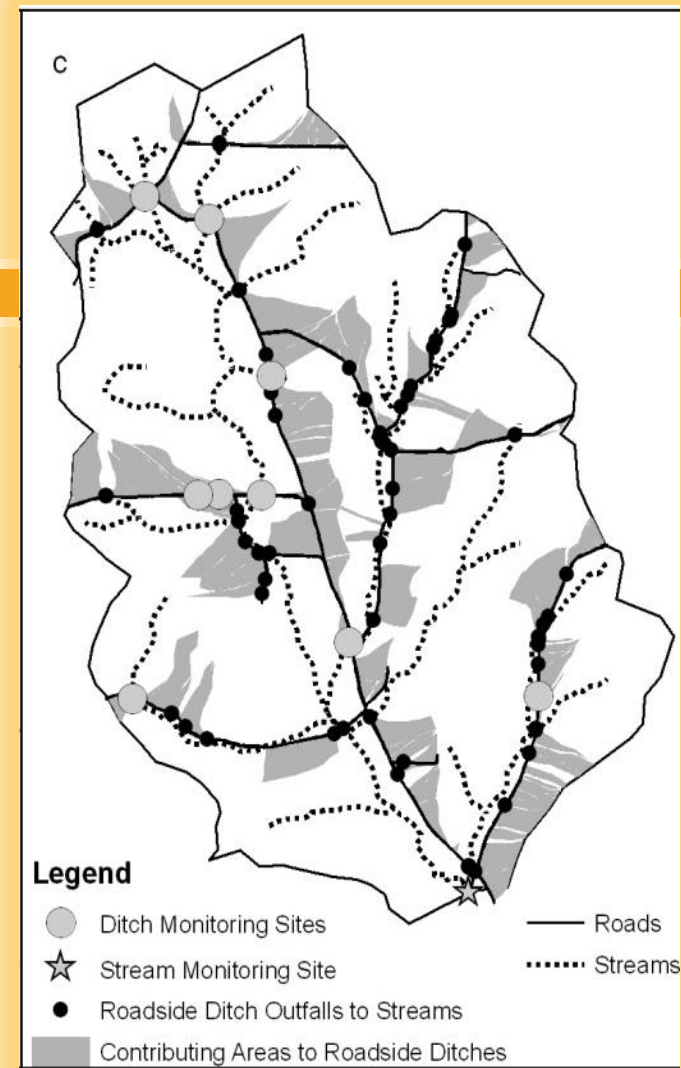 c
Legend
Ditch Monitoring Sites
Roads
Stream Monitoring Site
Streams
Roadside Ditch Outfalls to Streams
Contributing Areas to Roadside Ditches